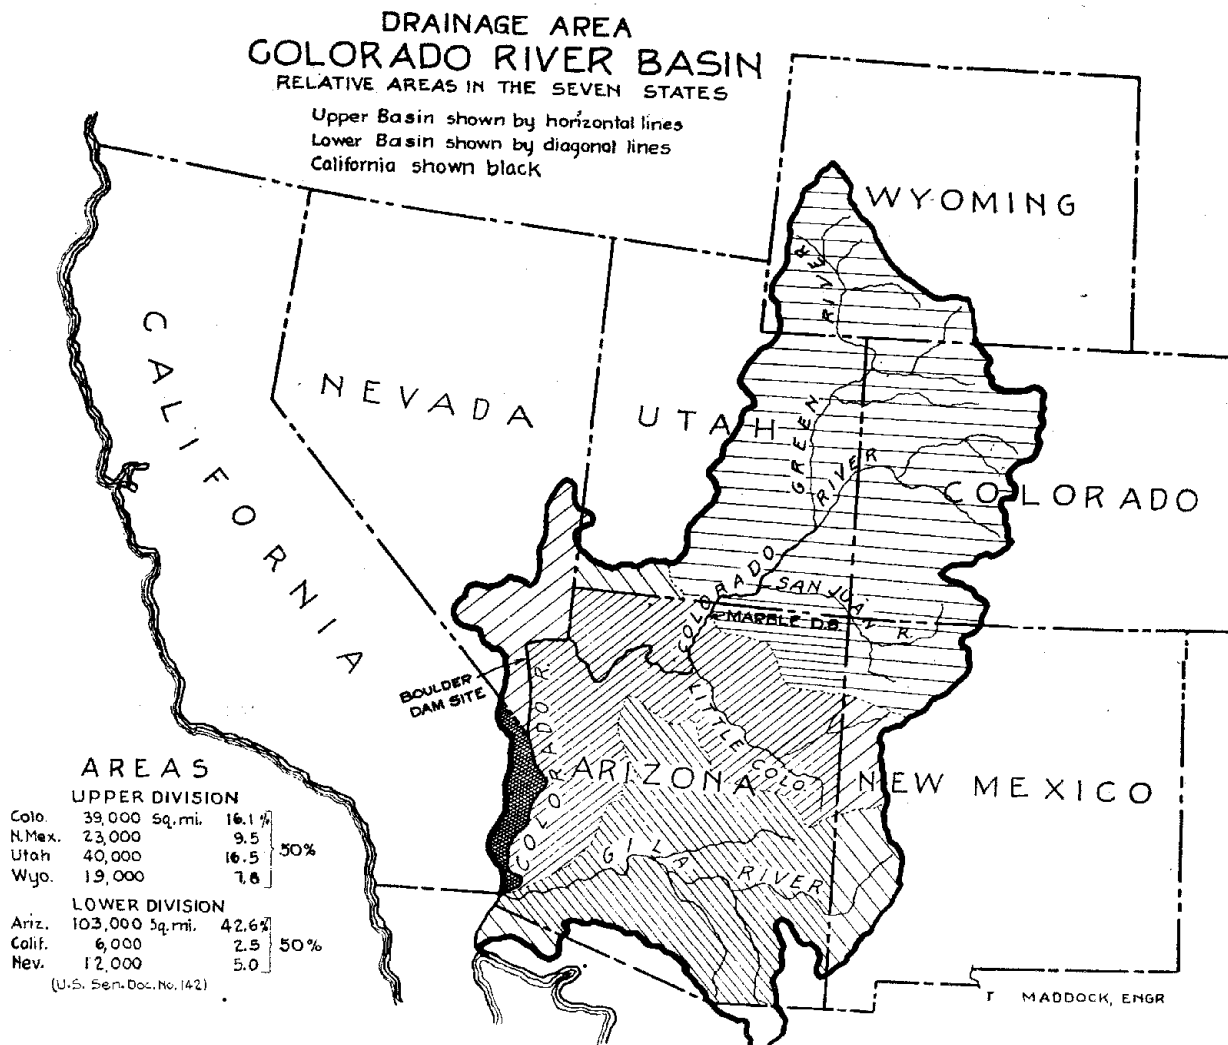 DRAINAGE AREA
COLORADO RIVER BASIN
RELATIVE AREAS IN THE SEVEN STATES
Upper Basin shown by horizontal lines
Lower Basin shown by diagonal lines
California shown black
WYOMING
GREEN RIVER
R
CALIFORNIA
NEVADA
UTAH
COLORADO
COLORADO RIVER
SAN JUAN R.
MARBLE D.S.
BOULDER
DAM SITE
COLORADO R.
LITTLE COLO.
ARIZONA
NEW MEXICO
GILA RIVER
AREAS
UPPER DIVISION
Colo. 39,000 Sq.mi. 16.1%
N.Mex. 23,000 9.5
50%
Utah 40,000 16.5
Wyo. 19,000 7.8
LOWER DIVISION
Ariz. 103,000 Sq.mi. 42.6%
Calif. 6,000 2.5 50%
Nev. 12,000 5.0
(U.S. Sen. Doc. No. 142)
T MADDOCK, ENGR